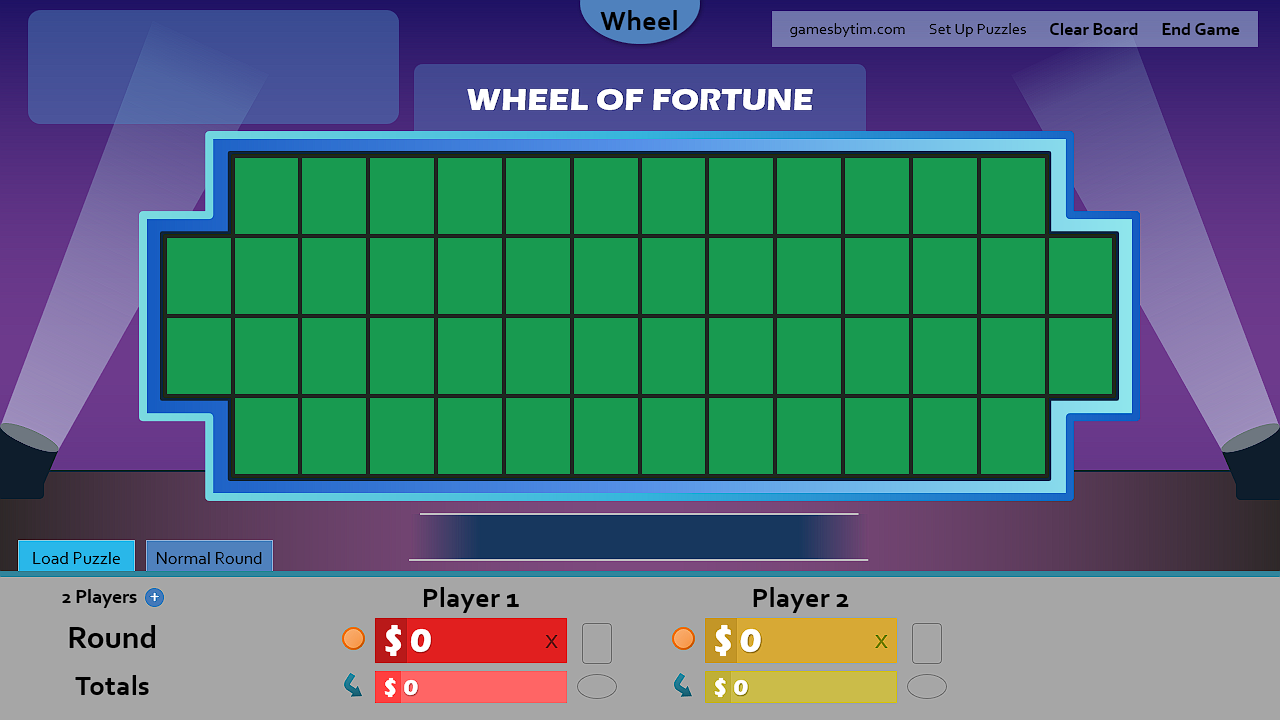 Wheel
gamesbytim.com Set Up Puzzles Clear Board End Game
WHEEL OF FORTUNE
Load Puzzle Normal Round
2 Players + Player 1 Player 2
Round $ 0 X $ 0 X
Totals $ 0 $ 0